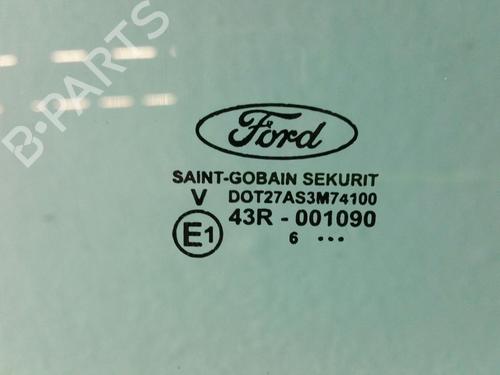 B-PARTS
Ford
SAINT-GOBAIN SEKURIT
V DOT27AS3M74100
E1 43R - 001090
6 •••